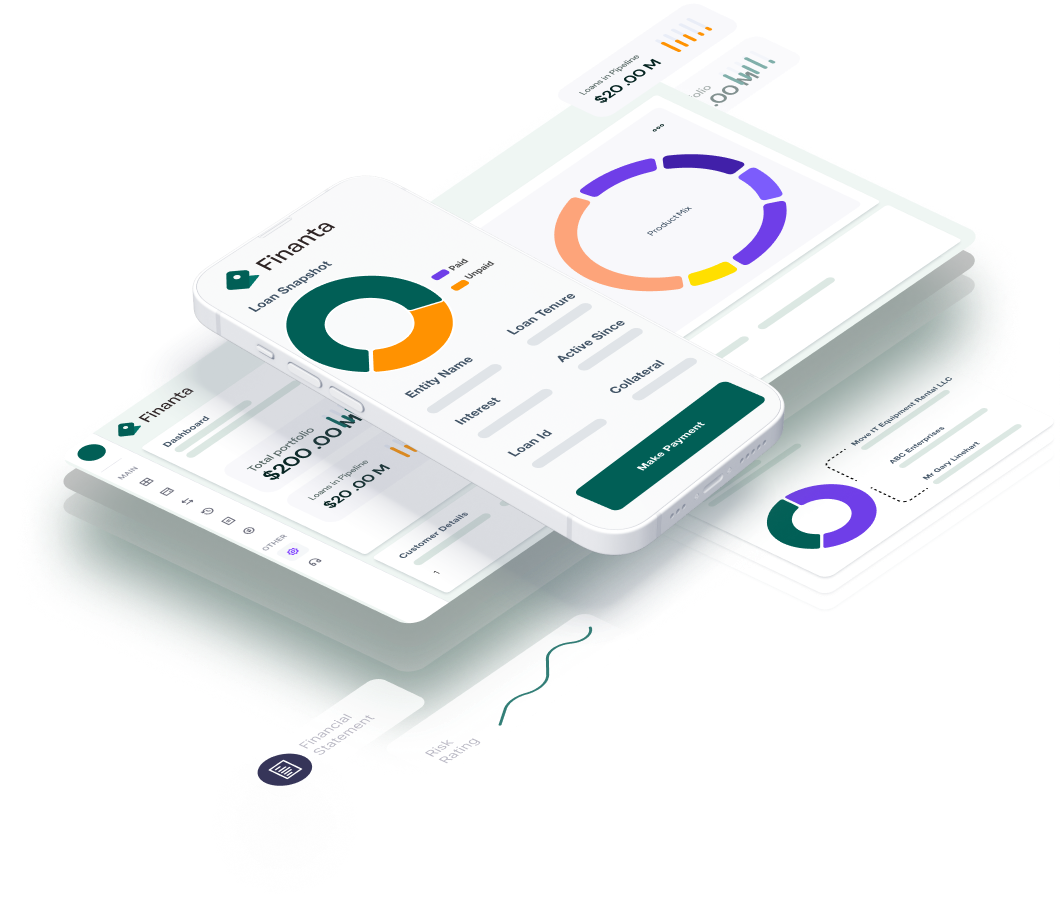 Loans in Pipeline
$20.00 M
olio
.00 M
Product Mix
Finanta
Loan Snapshot
Paid
Unpaid
Loan Tenure
Active Since
Collateral
Entity Name
Interest
Loan Id
Make Payment
Finanta
Dashboard
MAIN
OTHER
Total portfolio
$200.00M
Loans in Pipeline
$20.00 M
Customer Details
1
Move IT Equipment Rental LLC
ABC Enterprises
Mr Gary Linehart
Financial
Statement
Risk
Rating